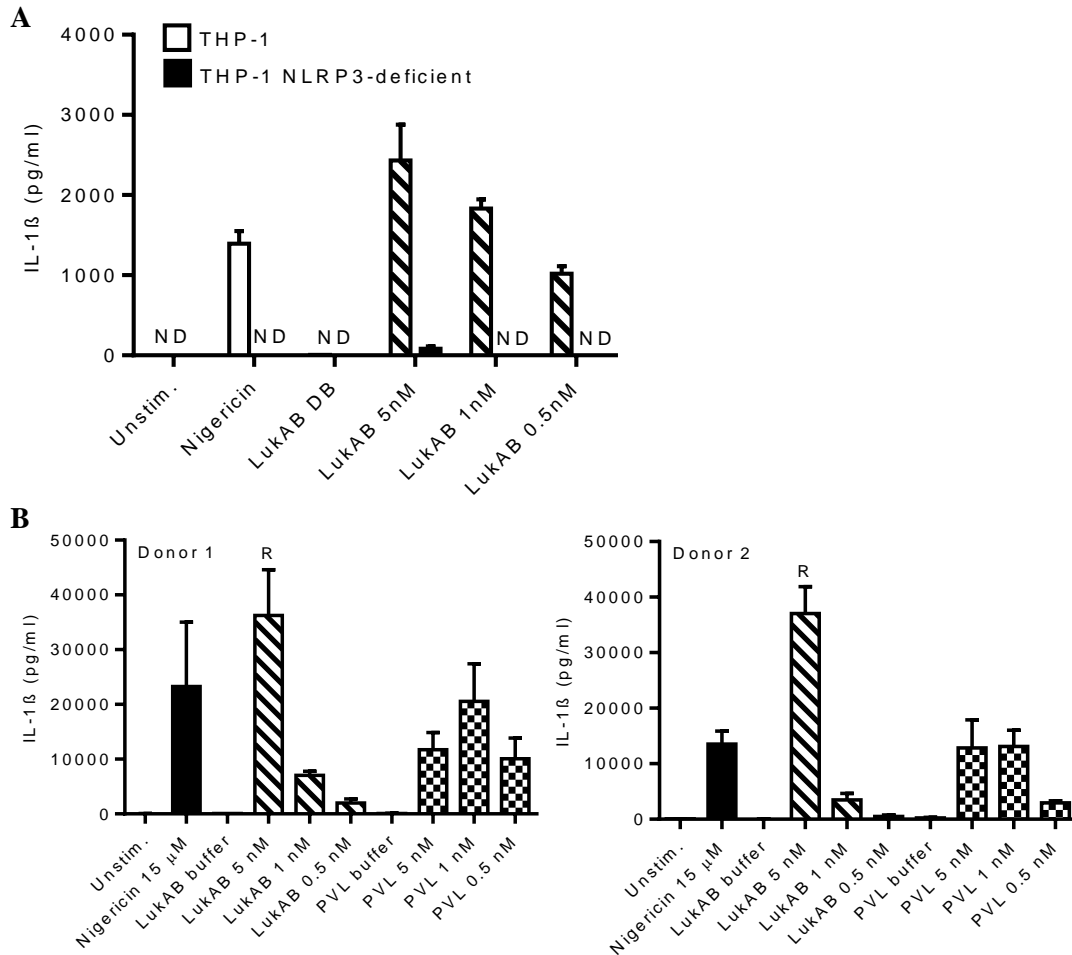 A
4000
3000
2000
1000
0
IL-1ß (pg/ml)
THP-1
THP-1 NLRP3-deficient
ND
ND
ND
ND
ND
Unstim.
Nigericin
LukAB DB
LukAB 5nM
LukAB 1nM
LukAB 0.5nM
B
50000
40000
30000
20000
10000
0
IL-1ß (pg/ml)
Donor 1
R
Unstim.
Nigericin 15 µM
LukAB buffer
LukAB 5 nM
LukAB 1 nM
LukAB 0.5 nM
PVL buffer
PVL 5 nM
PVL 1 nM
PVL 0.5 nM
50000
40000
30000
20000
10000
0
IL-1ß (pg/ml)
Donor 2
R
Unstim.
Nigericin 15 µM
LukAB buffer
LukAB 5 nM
LukAB 1 nM
LukAB 0.5 nM
PVL buffer
PVL 5 nM
PVL 1 nM
PVL 0.5 nM